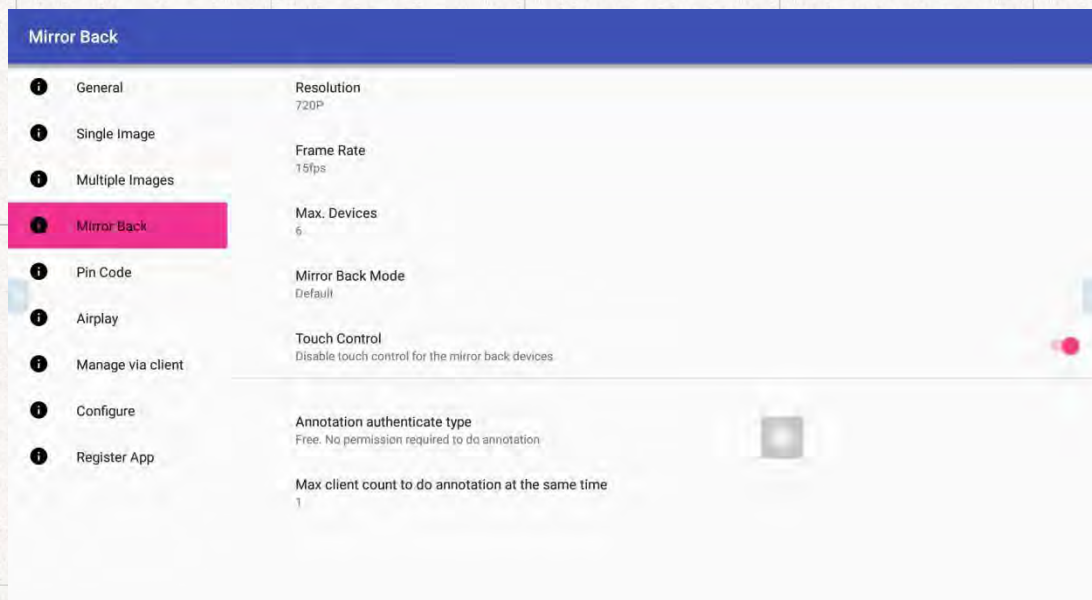 Mirror Back
General
Single Image
Multiple Images
Mirror Back
Pin Code
Airplay
Manage via client
Configure
Register App
Resolution
720P
Frame Rate
15fps
Max. Devices
6
Mirror Back Mode
Default
Touch Control
Disable touch control for the mirror back devices
Annotation authenticate type
Free. No permission required to do annotation
Max client count to do annotation at the same time
1